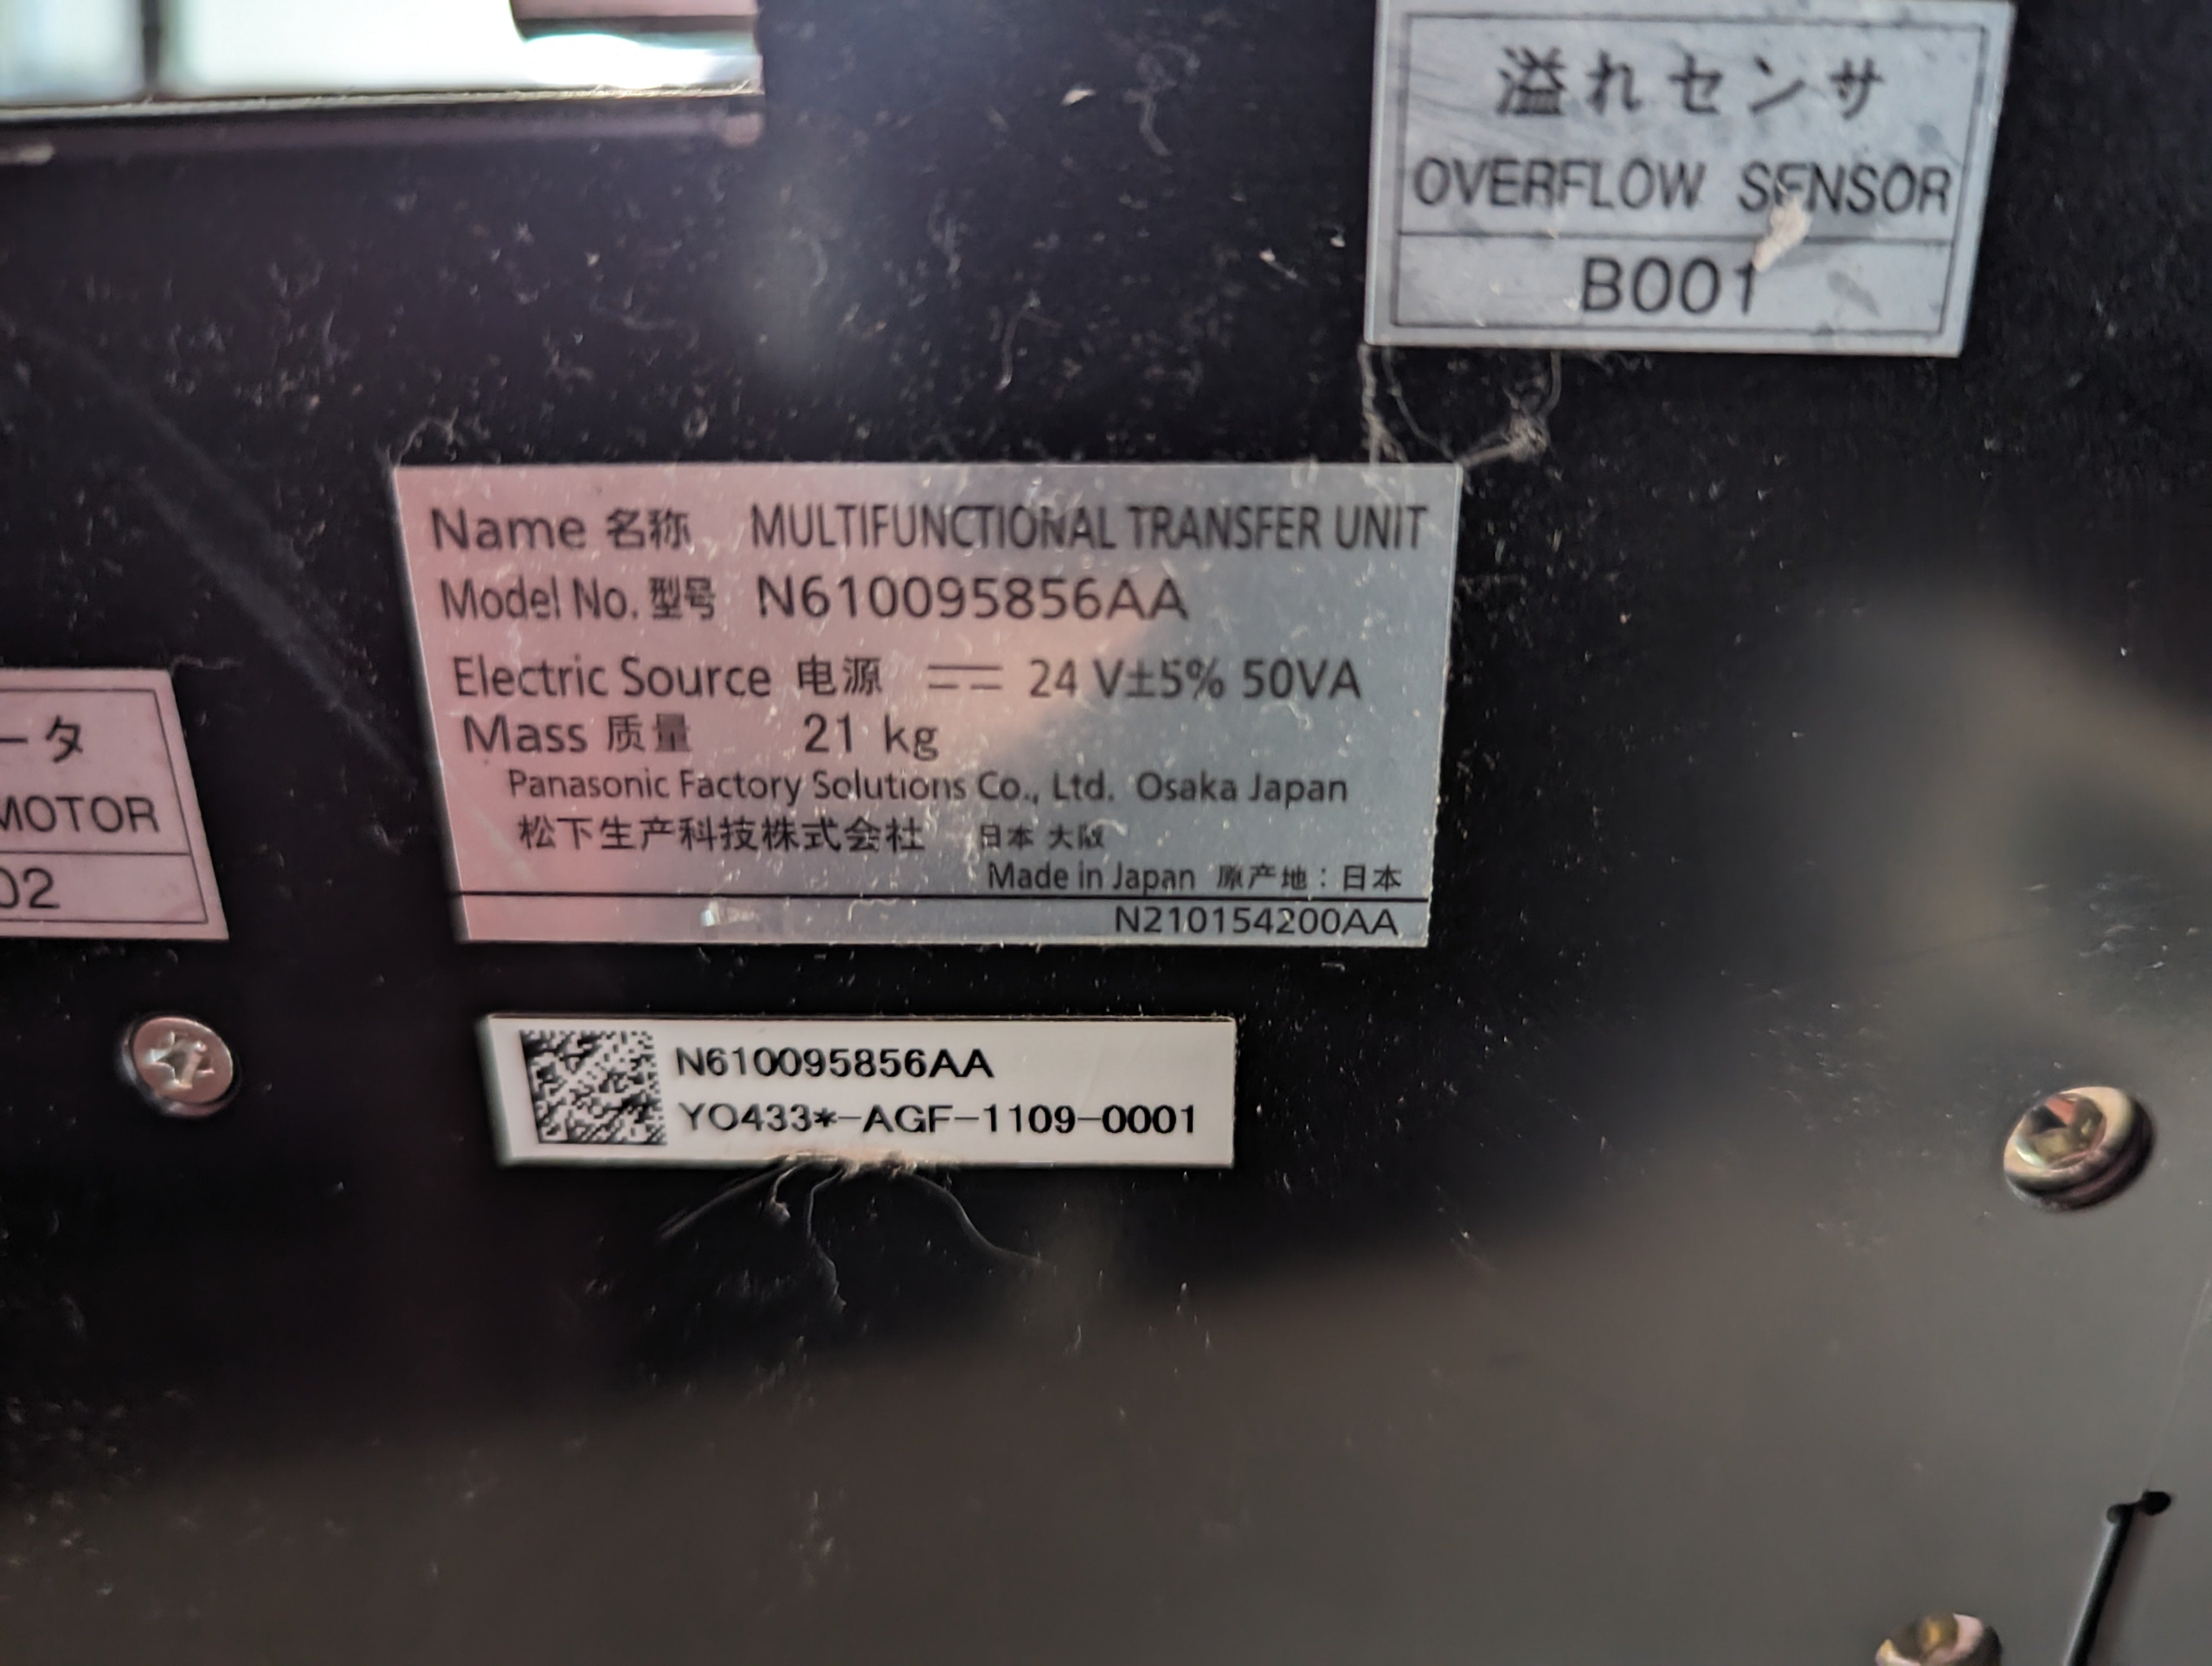 溢れセンサ
OVERFLOW SENSOR
B001
Name 名称 MULTIFUNCTIONAL TRANSFER UNIT
Model No. 型号 N610095856AA
Electric Source 电源 ⎓ 24 V±5% 50VA
Mass 质量 21 kg
Panasonic Factory Solutions Co., Ltd. Osaka Japan
松下生产科技株式会社 日本 大阪
Made in Japan 原产地：日本
N210154200AA
ータ
MOTOR
02
N610095856AA
YO433*-AGF-1109-0001